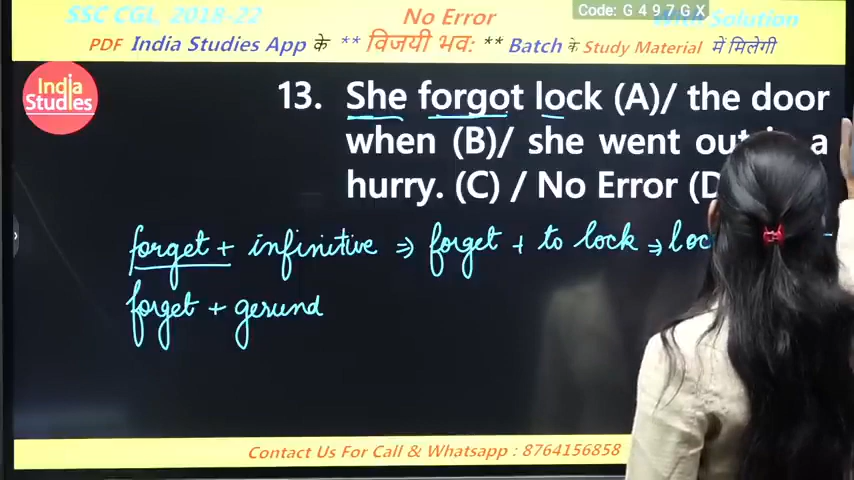 SSC CGL 2018-22 No Error With Solution
Code: G 4 9 7 G X
PDF India Studies App के ** विजयी भव: ** Batch के Study Material में मिलेगी
India
Studies
13. She forgot lock (A)/ the door
when (B)/ she went out in a
hurry. (C) / No Error (D
forget + infinitive ⇒ forget + to lock ⇒ loc
forget + gerund
Contact Us For Call & Whatsapp : 8764156858